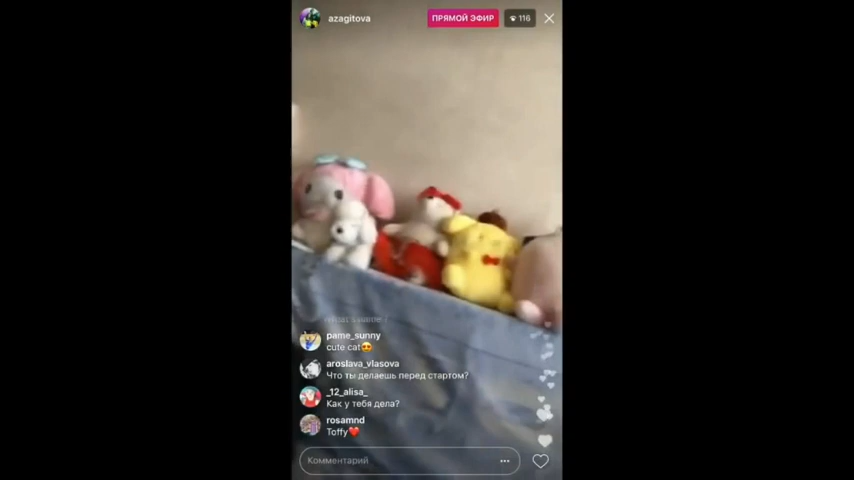 azagitova
ПРЯМОЙ ЭФИР
116
pame_sunny
cute cat😍
aroslava_vlasova
Что ты делаешь перед стартом?
_12_alisa_
Как у тебя дела?
rosamnd
Toffy❤️
Комментарий